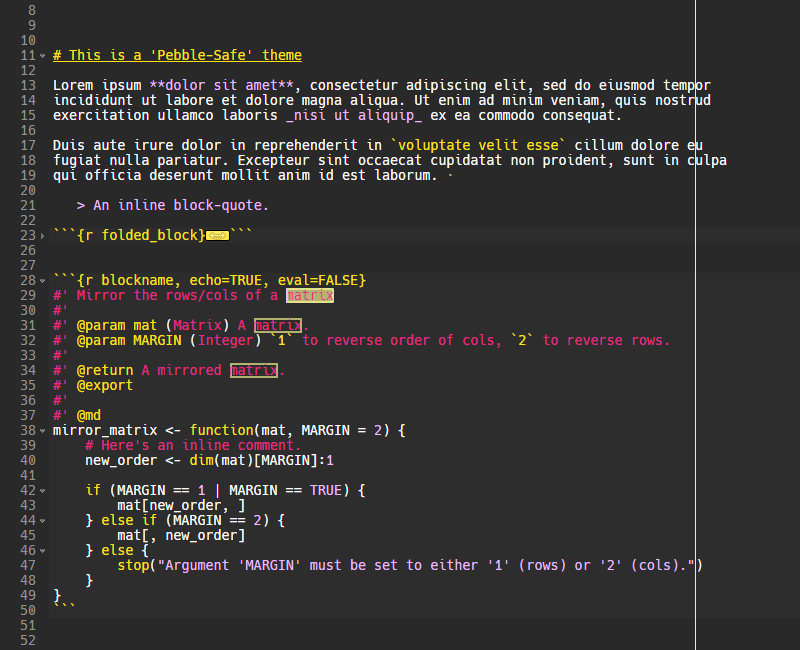 8
9
10
11 # This is a 'Pebble-Safe' theme
12
13 Lorem ipsum **dolor sit amet**, consectetur adipiscing elit, sed do eiusmod tempor
14 incididunt ut labore et dolore magna aliqua. Ut enim ad minim veniam, quis nostrud
15 exercitation ullamco laboris _nisi ut aliquip_ ex ea commodo consequat.
16
17 Duis aute irure dolor in reprehenderit in `voluptate velit esse` cillum dolore eu
18 fugiat nulla pariatur. Excepteur sint occaecat cupidatat non proident, sunt in culpa
19 qui officia deserunt mollit anim id est laborum.
20
21    > An inline block-quote.
22
23 ```{r folded_block}```
26
27
28 ```{r blockname, echo=TRUE, eval=FALSE}
29 #' Mirror the rows/cols of a matrix
30 #'
31 #' @param mat (Matrix) A matrix.
32 #' @param MARGIN (Integer) `1` to reverse order of cols, `2` to reverse rows.
33 #'
34 #' @return A mirrored matrix.
35 #' @export
36 #'
37 #' @md
38 mirror_matrix <- function(mat, MARGIN = 2) {
39     # Here's an inline comment.
40     new_order <- dim(mat)[MARGIN]:1
41
42     if (MARGIN == 1 | MARGIN == TRUE) {
43         mat[new_order, ]
44     } else if (MARGIN == 2) {
45         mat[, new_order]
46     } else {
47         stop("Argument 'MARGIN' must be set to either '1' (rows) or '2' (cols).")
48     }
49 }
50 ```
51
52